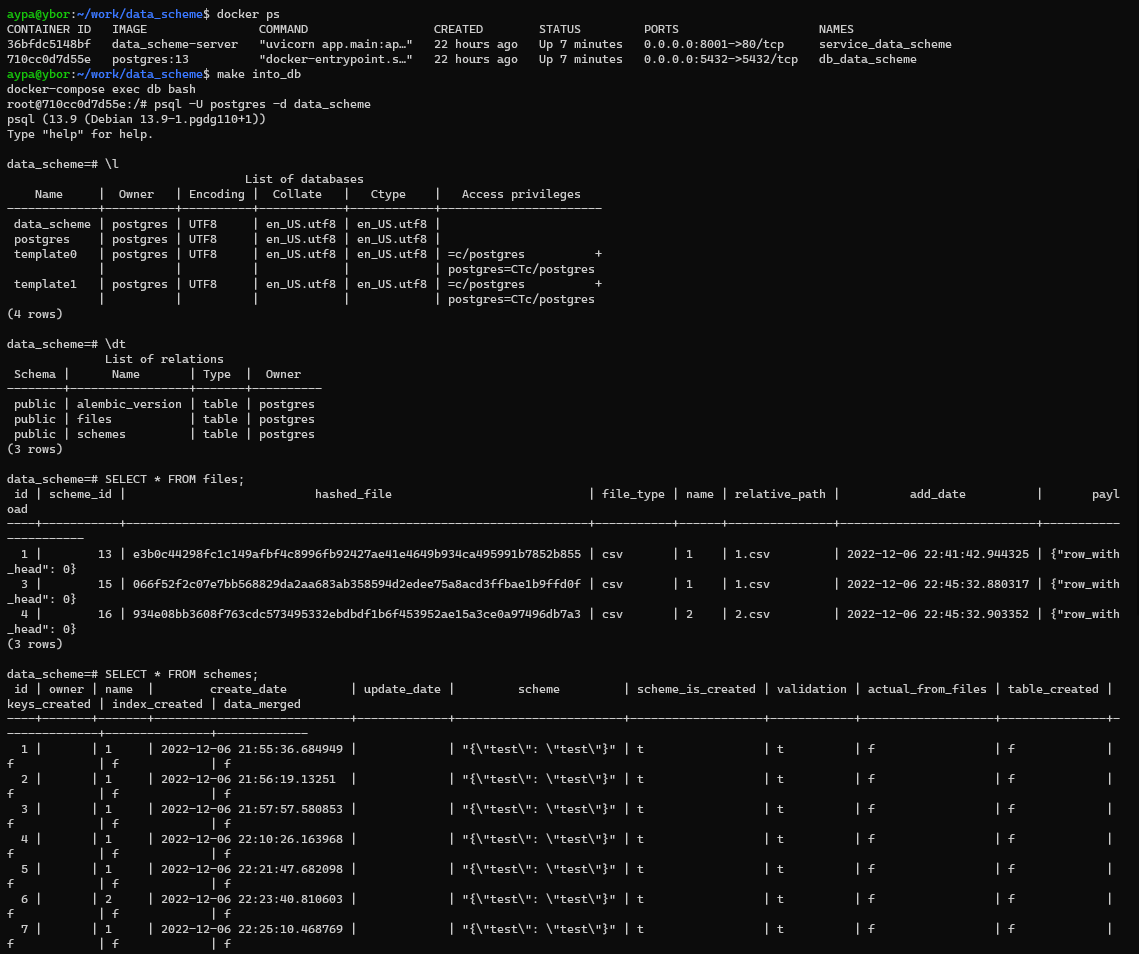 aypa@ybor:~/work/data_scheme$ docker ps
CONTAINER ID   IMAGE                COMMAND                  CREATED        STATUS         PORTS                    NAMES
36bfdc5148bf   data_scheme-server   "uvicorn app.main:ap…"   22 hours ago   Up 7 minutes   0.0.0.0:8001->80/tcp     service_data_scheme
710cc0d7d55e   postgres:13          "docker-entrypoint.s…"   22 hours ago   Up 7 minutes   0.0.0.0:5432->5432/tcp   db_data_scheme
aypa@ybor:~/work/data_scheme$ make into_db
docker-compose exec db bash
root@710cc0d7d55e:/# psql -U postgres -d data_scheme
psql (13.9 (Debian 13.9-1.pgdg110+1))
Type "help" for help.

data_scheme=# \l
                                  List of databases
    Name     |  Owner   | Encoding |  Collate   |   Ctype    |   Access privileges
-------------+----------+----------+------------+------------+-----------------------
 data_scheme | postgres | UTF8     | en_US.utf8 | en_US.utf8 |
 postgres    | postgres | UTF8     | en_US.utf8 | en_US.utf8 |
 template0   | postgres | UTF8     | en_US.utf8 | en_US.utf8 | =c/postgres          +
             |          |          |            |            | postgres=CTc/postgres
 template1   | postgres | UTF8     | en_US.utf8 | en_US.utf8 | =c/postgres          +
             |          |          |            |            | postgres=CTc/postgres
(4 rows)

data_scheme=# \dt
              List of relations
 Schema |      Name       | Type  |  Owner
--------+-----------------+-------+----------
 public | alembic_version | table | postgres
 public | files           | table | postgres
 public | schemes         | table | postgres
(3 rows)

data_scheme=# SELECT * FROM files;
 id | scheme_id |                           hashed_file                            | file_type | name | relative_path |          add_date          |       payl
oad
----+-----------+------------------------------------------------------------------+-----------+------+---------------+----------------------------+-----------
-----------
  1 |        13 | e3b0c44298fc1c149afbf4c8996fb92427ae41e4649b934ca495991b7852b855 | csv       | 1    | 1.csv         | 2022-12-06 22:41:42.944325 | {"row_with
_head": 0}
  3 |        15 | 066f52f2c07e7bb568829da2aa683ab358594d2edee75a8acd3ffbae1b9ffd0f | csv       | 1    | 1.csv         | 2022-12-06 22:45:32.880317 | {"row_with
_head": 0}
  4 |        16 | 934e08bb3608f763cdc573495332ebdbdf1b6f453952ae15a3ce0a97496db7a3 | csv       | 2    | 2.csv         | 2022-12-06 22:45:32.903352 | {"row_with
_head": 0}
(3 rows)

data_scheme=# SELECT * FROM schemes;
 id | owner | name  |        create_date         | update_date |         scheme         | scheme_is_created | validation | actual_from_files | table_created |
keys_created | index_created | data_merged
----+-------+-------+----------------------------+-------------+------------------------+-------------------+------------+-------------------+---------------+-
-------------+---------------+-------------
  1 |       | 1     | 2022-12-06 21:55:36.684949 |             | "{\"test\": \"test\"}" | t                 | t          | f                 | f             |
f            | f             | f
  2 |       | 1     | 2022-12-06 21:56:19.13251  |             | "{\"test\": \"test\"}" | t                 | t          | f                 | f             |
f            | f             | f
  3 |       | 1     | 2022-12-06 21:57:57.580853 |             | "{\"test\": \"test\"}" | t                 | t          | f                 | f             |
f            | f             | f
  4 |       | 1     | 2022-12-06 22:10:26.163968 |             | "{\"test\": \"test\"}" | t                 | t          | f                 | f             |
f            | f             | f
  5 |       | 1     | 2022-12-06 22:21:47.682098 |             | "{\"test\": \"test\"}" | t                 | t          | f                 | f             |
f            | f             | f
  6 |       | 2     | 2022-12-06 22:23:40.810603 |             | "{\"test\": \"test\"}" | t                 | t          | f                 | f             |
f            | f             | f
  7 |       | 1     | 2022-12-06 22:25:10.468769 |             | "{\"test\": \"test\"}" | t                 | t          | f                 | f             |
f            | f             | f